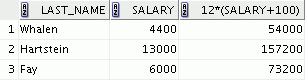 LAST_NAME SALARY 12*(SALARY+100)
1 Whalen 4400 54000
2 Hartstein 13000 157200
3 Fay 6000 73200